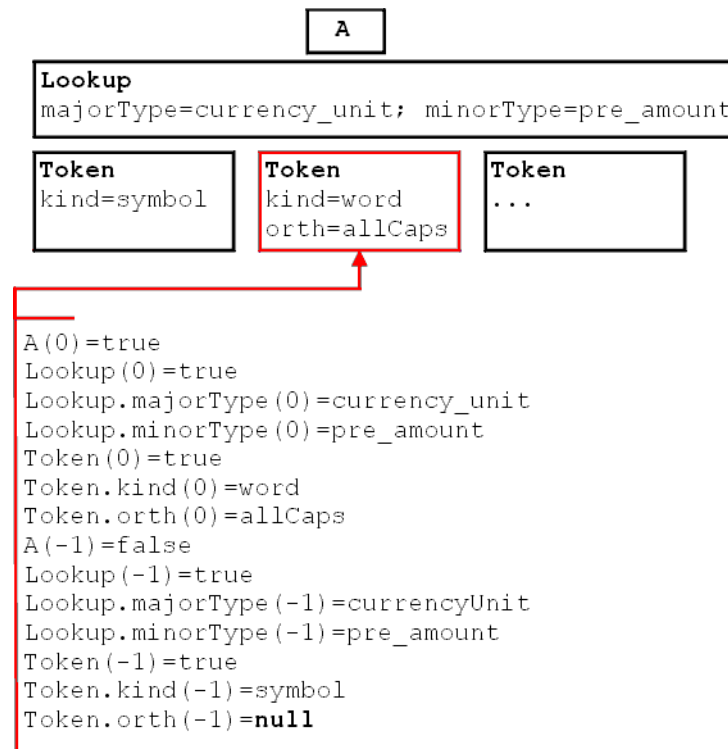 A
Lookup
majorType=currency_unit; minorType=pre_amount
Token
kind=symbol
Token
kind=word
orth=allCaps
Token
...
A(0)=true
Lookup(0)=true
Lookup.majorType(0)=currency_unit
Lookup.minorType(0)=pre_amount
Token(0)=true
Token.kind(0)=word
Token.orth(0)=allCaps
A(-1)=false
Lookup(-1)=true
Lookup.majorType(-1)=currencyUnit
Lookup.minorType(-1)=pre_amount
Token(-1)=true
Token.kind(-1)=symbol
Token.orth(-1)=null